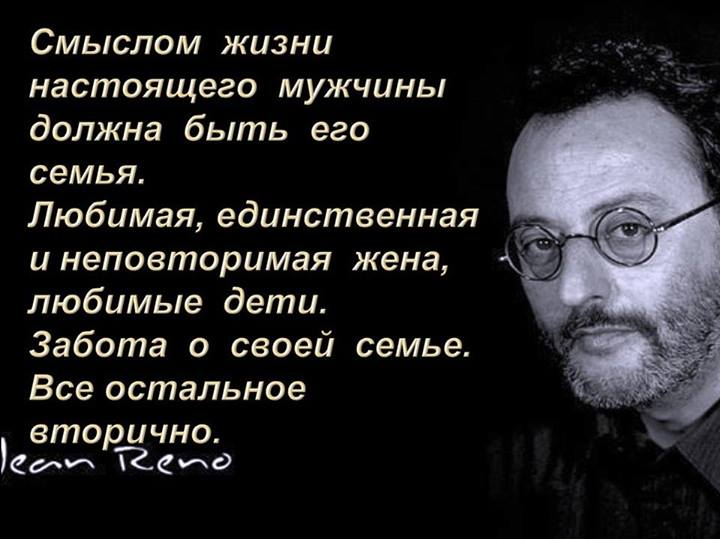 Смыслом жизни
настоящего мужчины
должна быть его
семья.
Любимая, единственная
и неповторимая жена,
любимые дети.
Забота о своей семье.
Все остальное
вторично.
Jean Reno